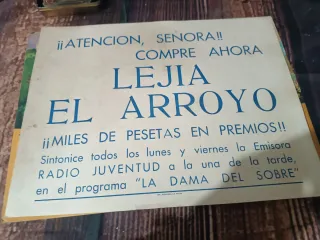 ¡¡ATENCION, SEÑORA!!
COMPRE AHORA
LEJIA
EL ARROYO
¡¡MILES DE PESETAS EN PREMIOS!!
Sintonice todos los lunes y viernes la Emisora
RADIO JUVENTUD a la una de la tarde,
en el programa "LA DAMA DEL SOBRE"